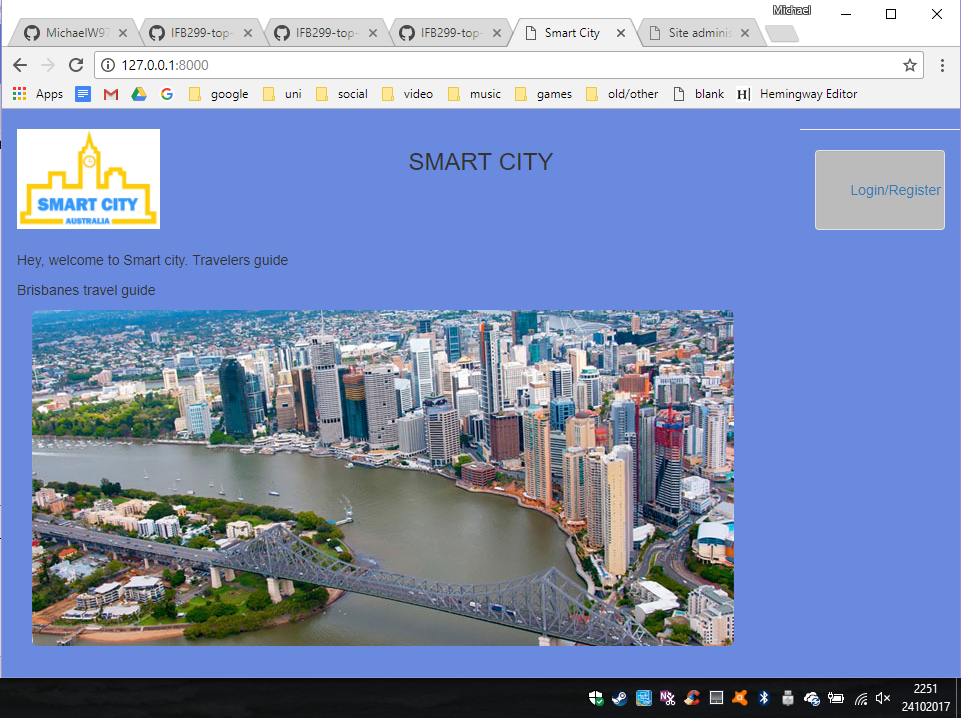 Michael
MichaelW97
IFB299-top-
IFB299-top-
IFB299-top-
Smart City
Site adminis
127.0.0.1:8000
Apps
google
uni
social
video
music
games
old/other
blank
H
Hemingway Editor
SMART CITY
AUSTRALIA
SMART CITY
Login/Register
Hey, welcome to Smart city. Travelers guide
Brisbanes travel guide
2251
24102017